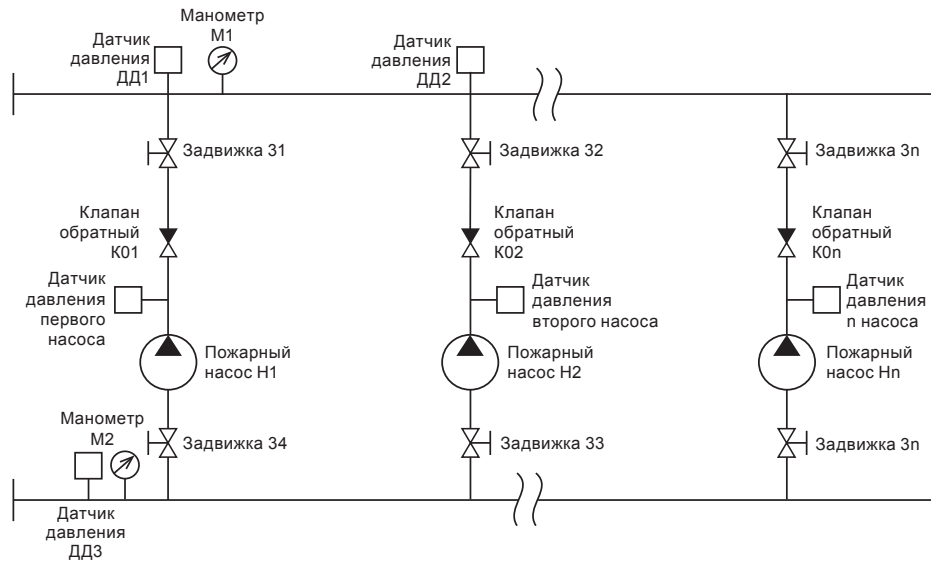 Манометр
М1
Датчик
давления
ДД1
Датчик
давления
ДД2
Задвижка 31
Задвижка 32
Задвижка 3n
Клапан
обратный
К01
Клапан
обратный
К02
Клапан
обратный
К0n
Датчик
давления
первого
насоса
Датчик
давления
второго насоса
Датчик
давления
n насоса
Пожарный
насос Н1
Пожарный
насос Н2
Пожарный
насос Нn
Манометр
М2
Задвижка 34
Задвижка 33
Задвижка 3n
Датчик
давления
ДД3